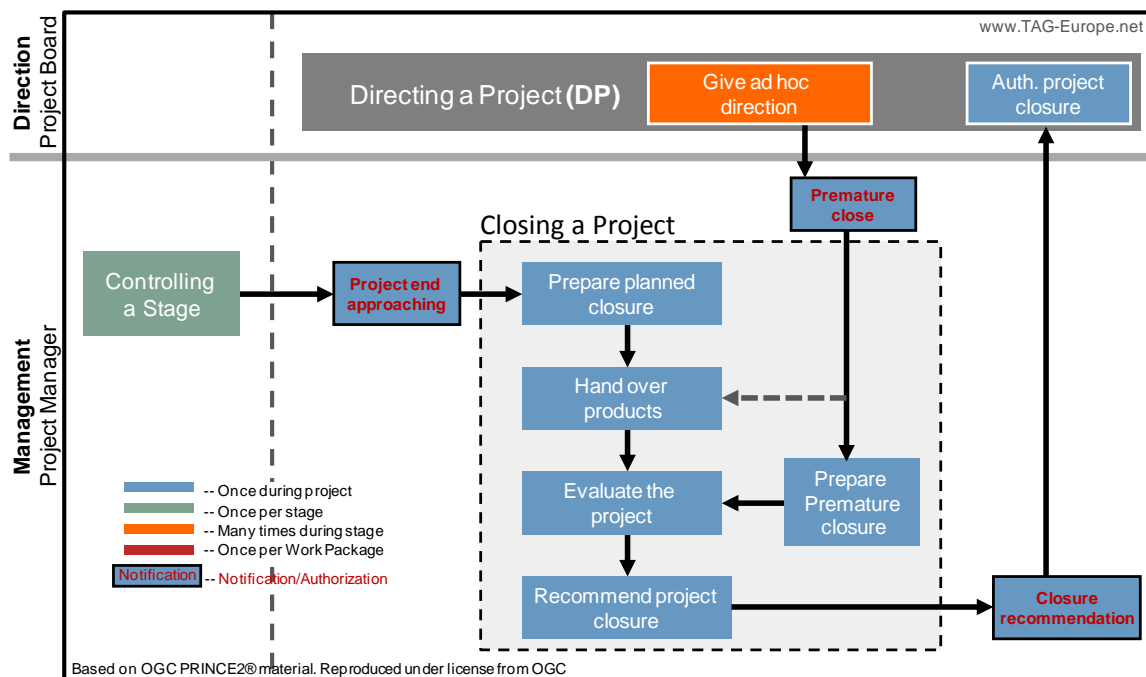 www.TAG-Europe.net
Direction
Project Board
Directing a Project (DP)
Give ad hoc
direction
Auth. project
closure
Premature
close
Closing a Project
Management
Project Manager
Controlling
a Stage
Project end
approaching
Prepare planned
closure
Hand over
products
Evaluate the
project
Prepare
Premature
closure
Recommend project
closure
Closure
recommendation
-- Once during project
-- Once per stage
-- Many times during stage
-- Once per Work Package
Notification -- Notification/Authorization
Based on OGC PRINCE2® material. Reproduced under license from OGC